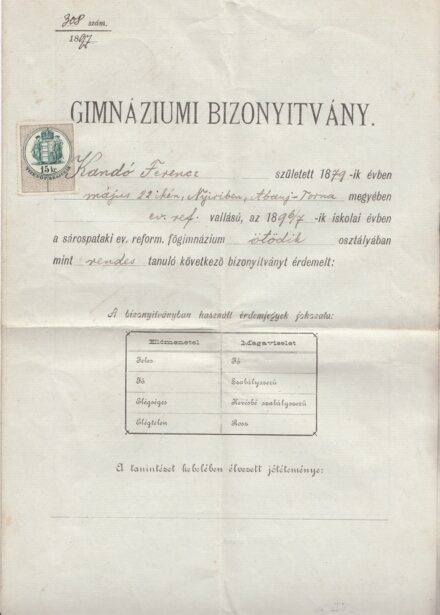 308 szám.
1897
GIMNÁZIUMI BIZONYITVÁNY.
15 kr.
Kandó Ferencz született 1879-ik évben
május 22-ikén, Nyiriben, Abauj-Torna megyében
ev. ref. vallású, az 1896/7-ik iskolai évben
a sárospataki ev. reform. főgimnázium ötödik osztályában
mint rendes tanuló következő bizonyitványt érdemelt:
A bizonyitványban használt érdemjegyek fokozata:
Előmenetel Magaviselet
Jeles Jó
Jó Szabályszerű
Elégséges Kevésbé szabályszerű
Elégtelen Rossz
A tanintézet kebelében élvezett jótéteménye: